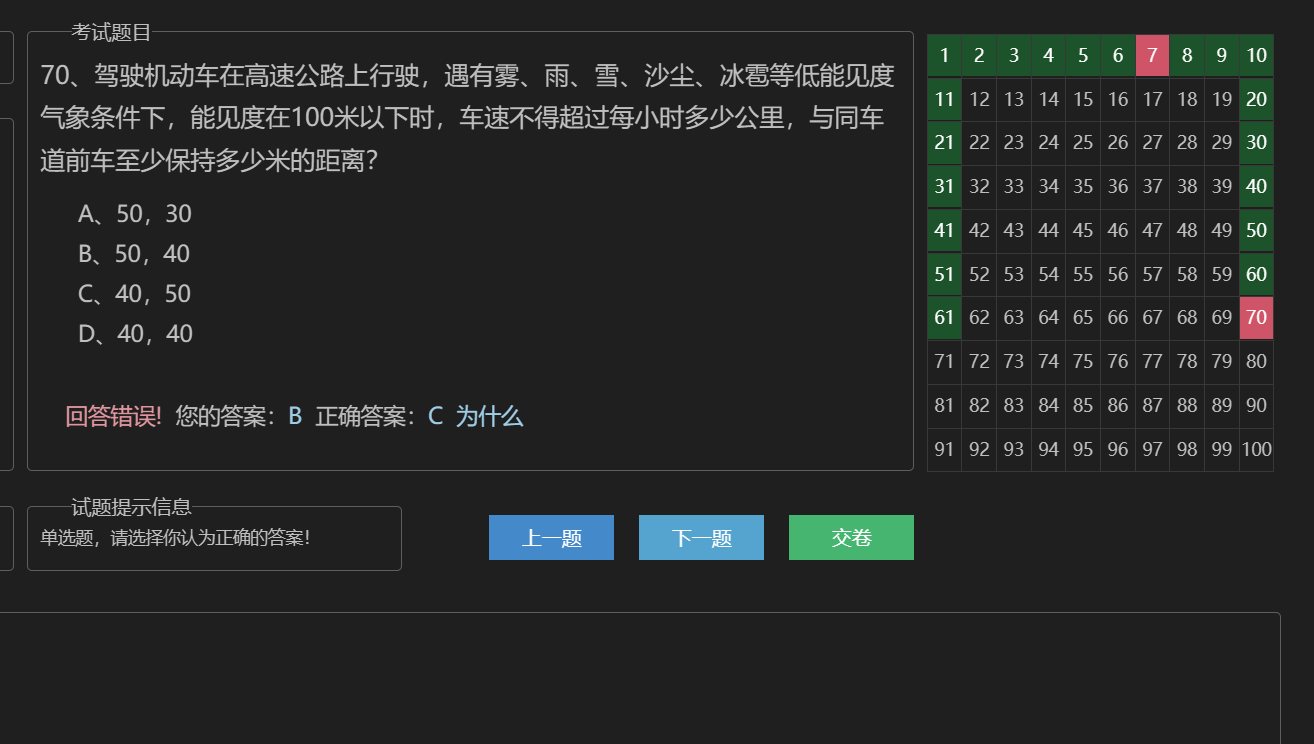 考试题目
70、驾驶机动车在高速公路上行驶，遇有雾、雨、雪、沙尘、冰雹等低能见度
气象条件下，能见度在100米以下时，车速不得超过每小时多少公里，与同车
道前车至少保持多少米的距离？
A、50，30
B、50，40
C、40，50
D、40，40
回答错误! 您的答案：B 正确答案：C 为什么
1 2 3 4 5 6 7 8 9 10
11 12 13 14 15 16 17 18 19 20
21 22 23 24 25 26 27 28 29 30
31 32 33 34 35 36 37 38 39 40
41 42 43 44 45 46 47 48 49 50
51 52 53 54 55 56 57 58 59 60
61 62 63 64 65 66 67 68 69 70
71 72 73 74 75 76 77 78 79 80
81 82 83 84 85 86 87 88 89 90
91 92 93 94 95 96 97 98 99 100
试题提示信息
单选题，请选择你认为正确的答案！
上一题 下一题 交卷